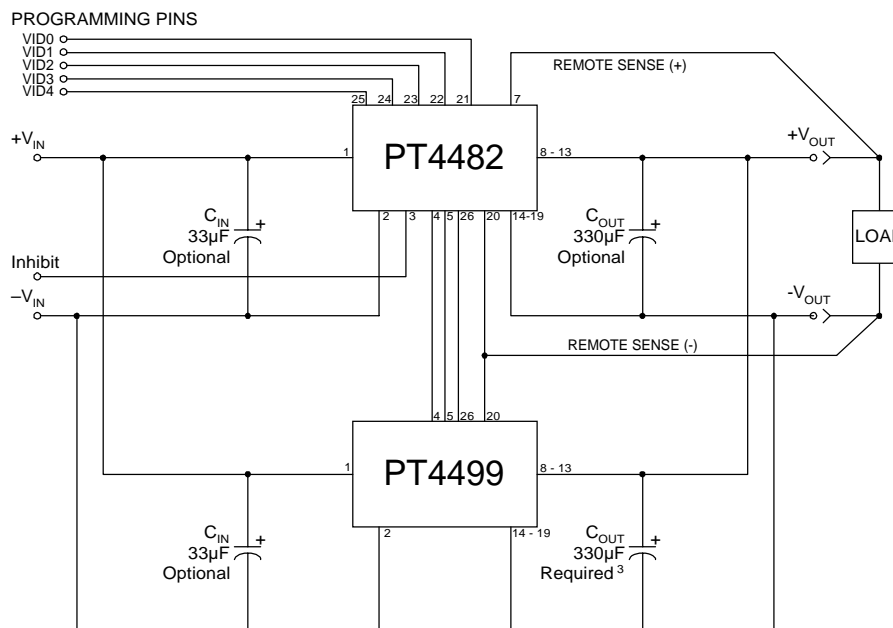 PROGRAMMING PINS
VID0
VID1
VID2
VID3
VID4
25 24 23 22 21 7
REMOTE SENSE (+)
+VIN
1
PT4482
8 - 13
+VOUT
2 3 4 5 26 20 14-19
CIN
+
33µF
Optional
COUT
+
330µF
Optional
LOA
Inhibit
–VIN
-VOUT
REMOTE SENSE (-)
4 5 26 20
1
PT4499
8 - 13
2 14 - 19
CIN
+
33µF
Optional
COUT
+
330µF
Required 3